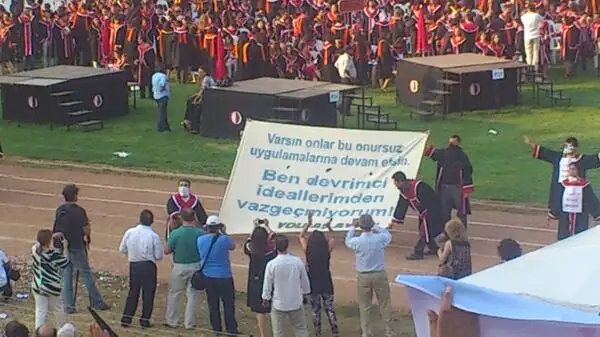 Varsın onlar bu onursuz
uygulamalarına devam etsin.
Ben devrimci
ideallerimden
vazgeçmiyorum!